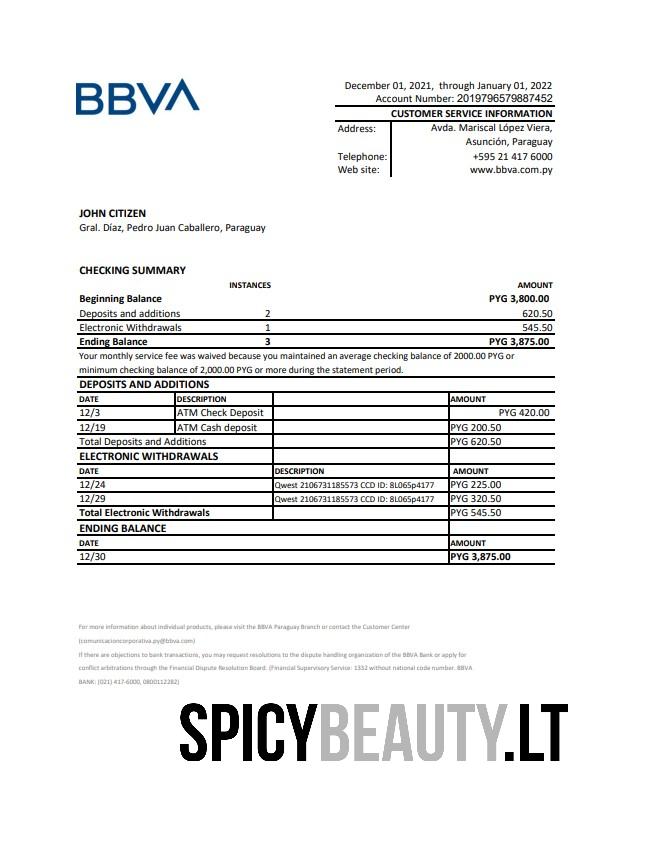 BBVA
December 01, 2021, through January 01, 2022
Account Number: 2019796579887452
CUSTOMER SERVICE INFORMATION
Address: Avda. Mariscal López Viera,
Asunción, Paraguay
Telephone: +595 21 417 6000
Web site: www.bbva.com.py
JOHN CITIZEN
Gral. Díaz, Pedro Juan Caballero, Paraguay
CHECKING SUMMARY
INSTANCES AMOUNT
Beginning Balance PYG 3,800.00
Deposits and additions 2 620.50
Electronic Withdrawals 1 545.50
Ending Balance 3 PYG 3,875.00
Your monthly service fee was waived because you maintained an average checking balance of 2000.00 PYG or
minimum checking balance of 2,000.00 PYG or more during the statement period.
DEPOSITS AND ADDITIONS
DATE DESCRIPTION AMOUNT
12/3 ATM Check Deposit PYG 420.00
12/19 ATM Cash deposit PYG 200.50
Total Deposits and Additions PYG 620.50
ELECTRONIC WITHDRAWALS
DATE DESCRIPTION AMOUNT
12/24 Qwest 2106731185573 CCD ID: 8L065p4177 PYG 225.00
12/29 Qwest 2106731185573 CCD ID: 8L065p4177 PYG 320.50
Total Electronic Withdrawals PYG 545.50
ENDING BALANCE
DATE AMOUNT
12/30 PYG 3,875.00
For more information about individual products, please visit the BBVA Paraguay Branch or contact the Customer Center
(comunicacioncorporativa.py@bbva.com)
If there are objections to bank transactions, you may request resolutions to the dispute handling organization of the BBVA Bank or apply for
conflict arbitrations through the Financial Dispute Resolution Board. (Financial Supervisory Service: 1332 without national code number. BBVA
BANK: (021) 417-6000, 0800112282)
SPICYBEAUTY.LT